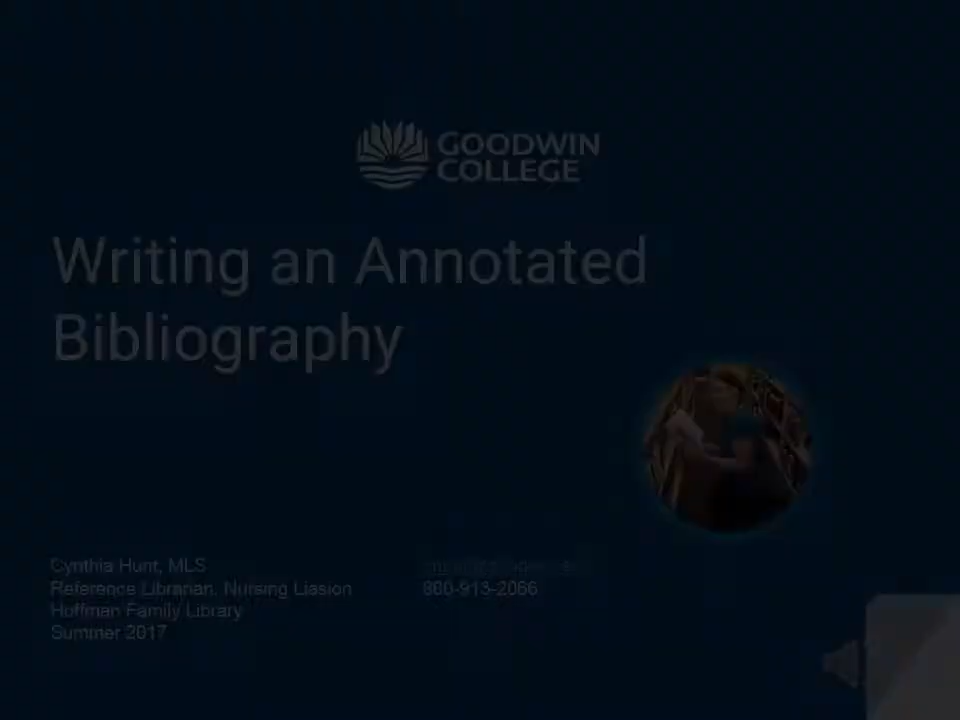 GOODWIN
COLLEGE
Writing an Annotated
Bibliography
Cynthia Hunt, MLS
Reference Librarian, Nursing Liasion
800-913-2066
Hoffman Family Library
Summer 2017